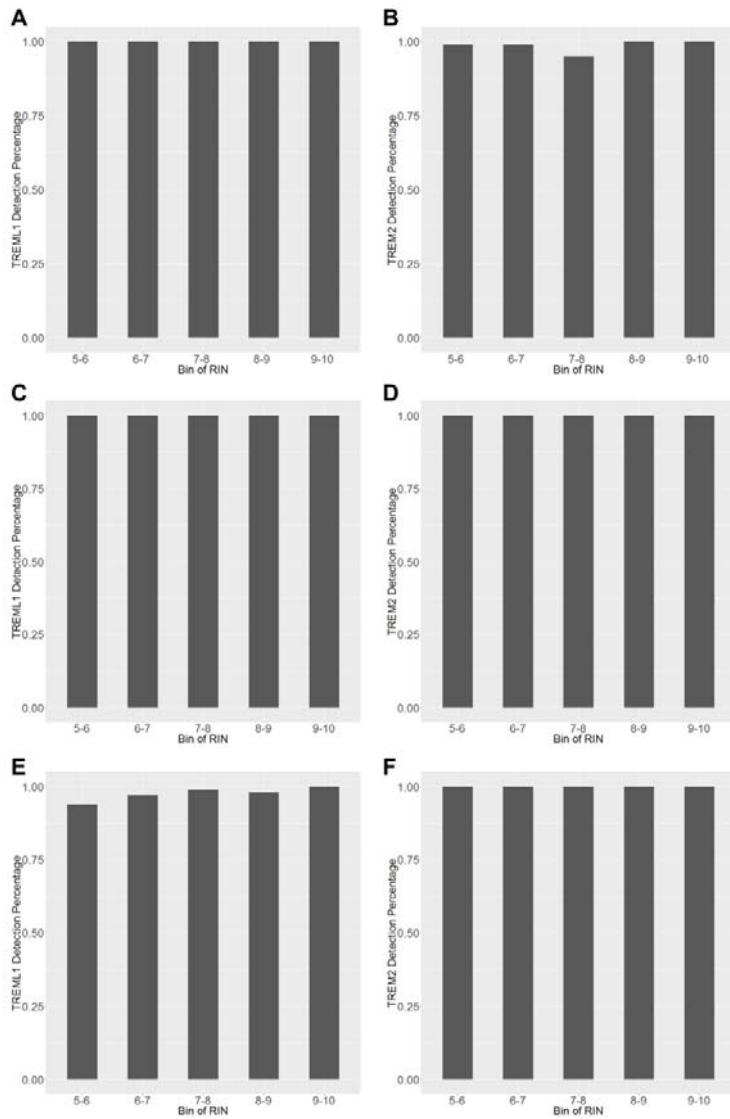 A
TREML1 Detection Percentage
1.00
0.75
0.50
0.25
0.00
5-6 6-7 7-8 8-9 9-10
Bin of RIN
B
TREM2 Detection Percentage
1.00
0.75
0.50
0.25
0.00
5-6 6-7 7-8 8-9 9-10
Bin of RIN
C
TREML1 Detection Percentage
1.00
0.75
0.50
0.25
0.00
5-6 6-7 7-8 8-9 9-10
Bin of RIN
D
TREM2 Detection Percentage
1.00
0.75
0.50
0.25
0.00
5-6 6-7 7-8 8-9 9-10
Bin of RIN
E
TREML1 Detection Percentage
1.00
0.75
0.50
0.25
0.00
5-6 6-7 7-8 8-9 9-10
Bin of RIN
F
TREM2 Detection Percentage
1.00
0.75
0.50
0.25
0.00
5-6 6-7 7-8 8-9 9-10
Bin of RIN